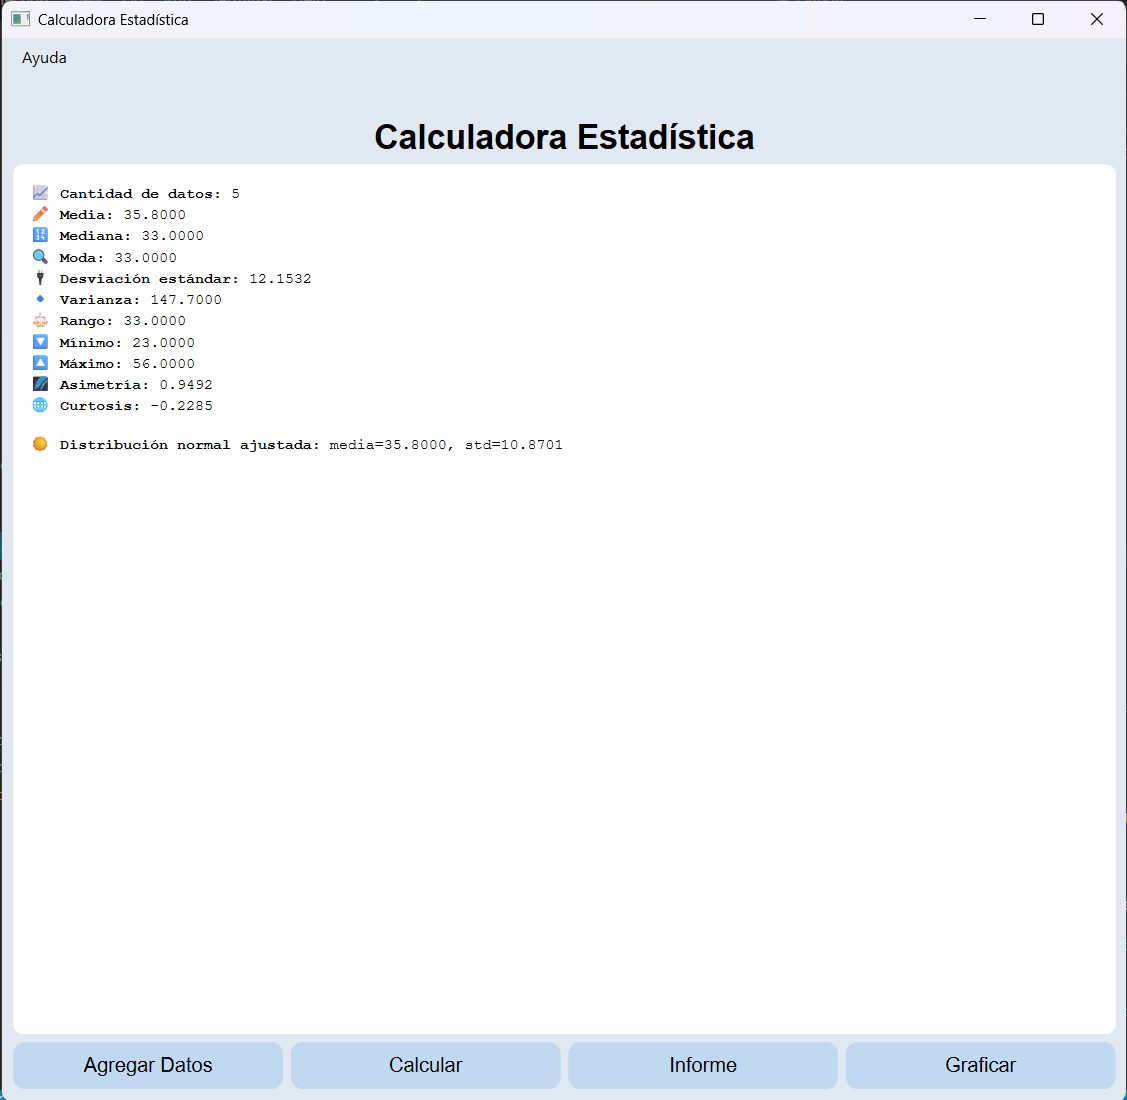 Calculadora Estadística
Ayuda
Calculadora Estadística
Cantidad de datos: 5
Media: 35.8000
Mediana: 33.0000
Moda: 33.0000
Desviación estándar: 12.1532
Varianza: 147.7000
Rango: 33.0000
Mínimo: 23.0000
Máximo: 56.0000
Asimetría: 0.9492
Curtosis: -0.2285
Distribución normal ajustada: media=35.8000, std=10.8701
Agregar Datos
Calcular
Informe
Graficar